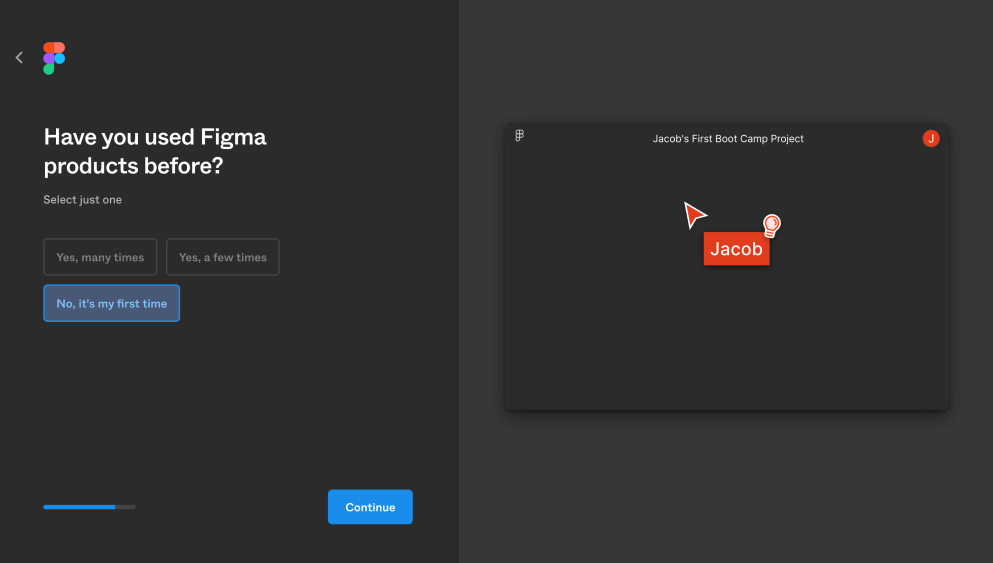 Have you used Figma
products before?
Select just one
Yes, many times
Yes, a few times
No, it's my first time
Continue
Jacob's First Boot Camp Project
J
Jacob